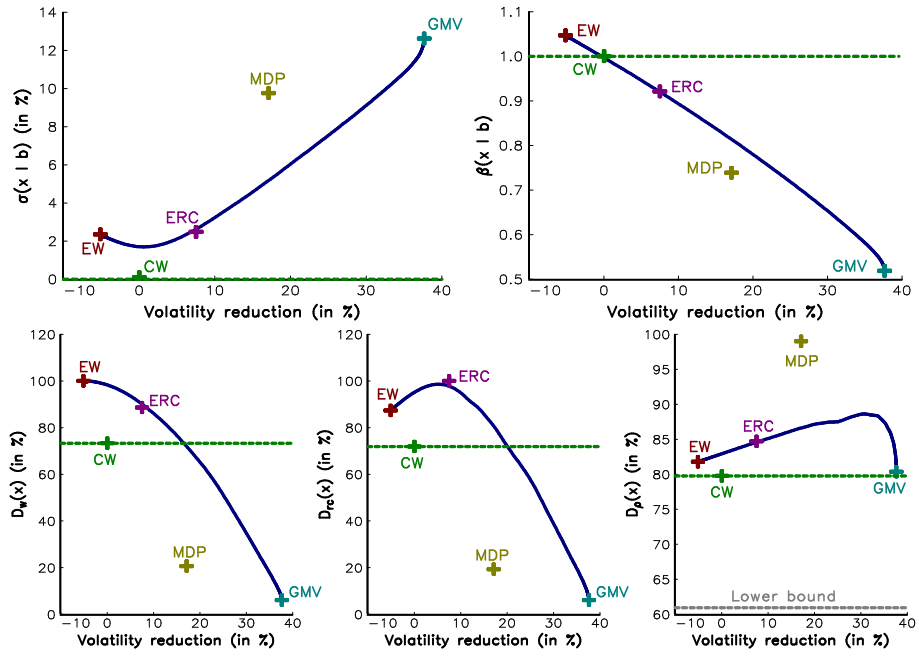 σ(x | b) (in %)
14
12
10
8
6
4
2
0
GMV
MDP
ERC
EW
CW
−10
0
10
20
30
40
Volatility reduction (in %)
β(x | b)
1.1
1.0
0.9
0.8
0.7
0.6
0.5
EW
CW
ERC
MDP
GMV
−10
0
10
20
30
40
Volatility reduction (in %)
D_w(x) (in %)
120
100
80
60
40
20
0
EW
ERC
CW
MDP
GMV
−10
0
10
20
30
40
Volatility reduction (in %)
D_rc(x) (in %)
120
100
80
60
40
20
0
ERC
EW
CW
MDP
GMV
−10
0
10
20
30
40
Volatility reduction (in %)
D_ρ(x) (in %)
100
95
90
85
80
75
70
65
60
MDP
ERC
EW
CW
GMV
Lower bound
−10
0
10
20
30
40
Volatility reduction (in %)